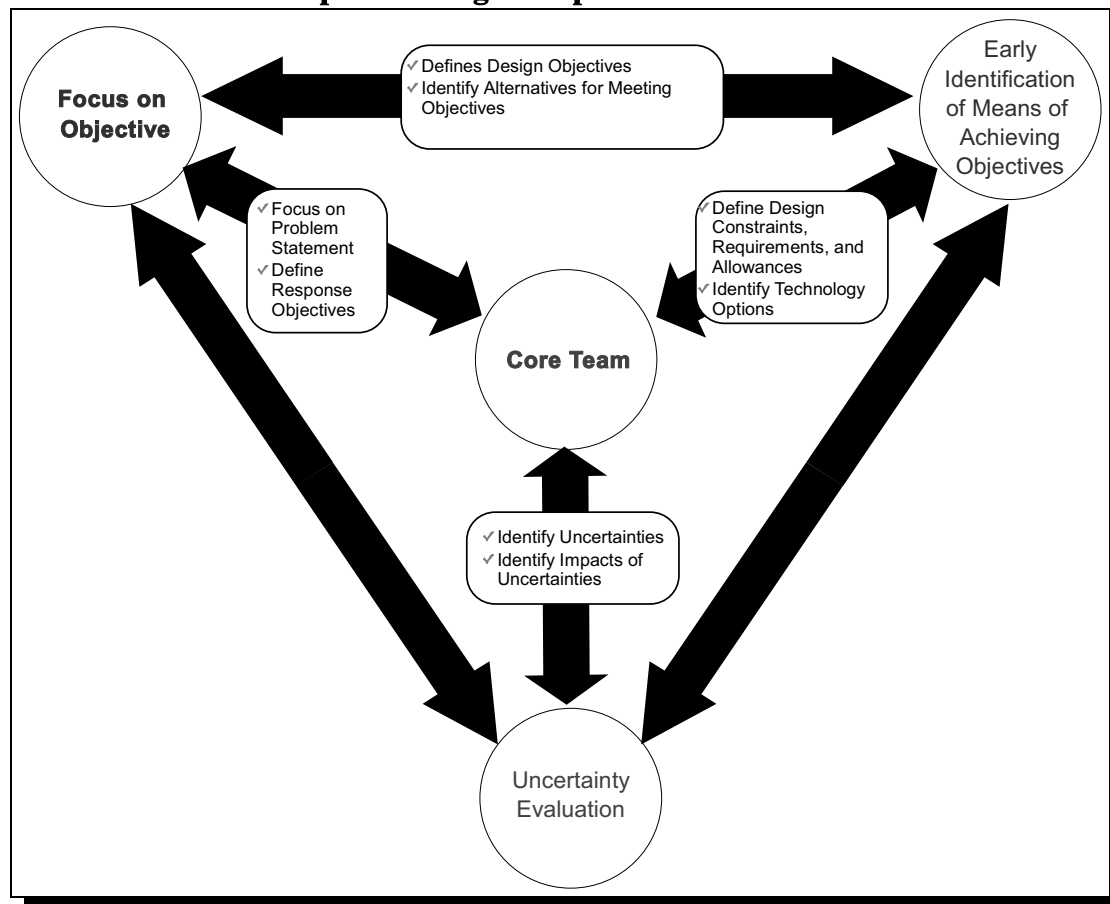 Focus on
Objective
✓ Defines Design Objectives
✓ Identify Alternatives for Meeting
Objectives
Early
Identification
of Means of
Achieving
Objectives
✓ Focus on
Problem
Statement
✓ Define
Response
Objectives
✓ Define Design
Constraints,
Requirements, and
Allowances
✓ Identify Technology
Options
Core Team
✓ Identify Uncertainties
✓ Identify Impacts of
Uncertainties
Uncertainty
Evaluation